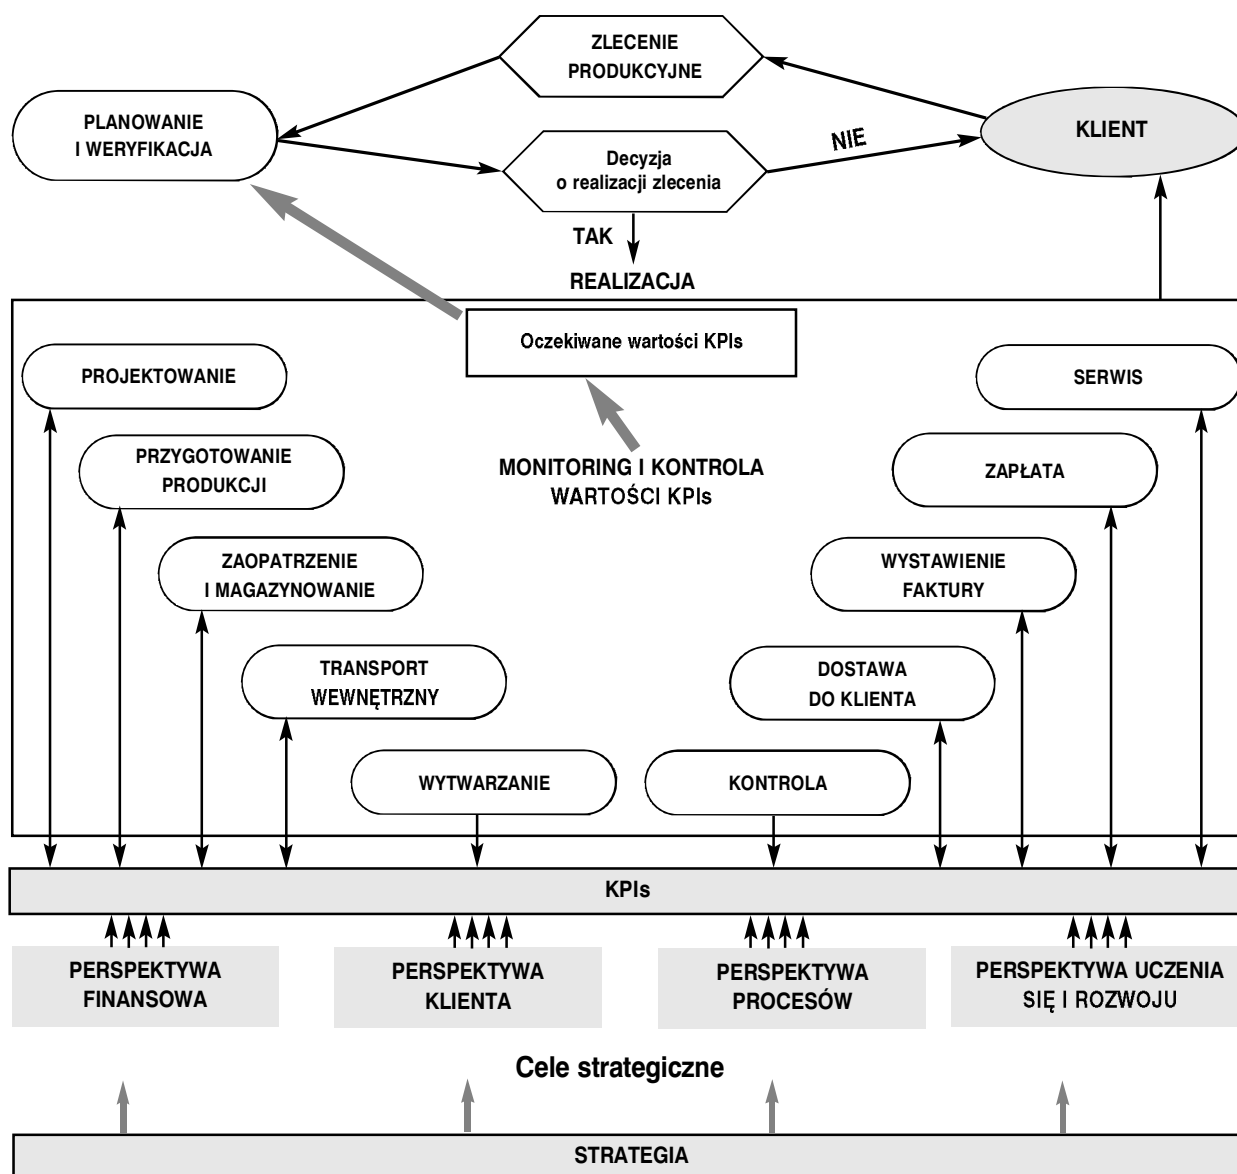 ZLECENIE
PRODUKCYJNE
PLANOWANIE
I WERYFIKACJA
KLIENT
NIE
Decyzja
o realizacji zlecenia
TAK
REALIZACJA
Oczekiwane wartości KPIs
PROJEKTOWANIE
SERWIS
PRZYGOTOWANIE
PRODUKCJI
MONITORING I KONTROLA
WARTOŚCI KPIs
ZAPŁATA
ZAOPATRZENIE
I MAGAZYNOWANIE
WYSTAWIENIE
FAKTURY
TRANSPORT
WEWNĘTRZNY
DOSTAWA
DO KLIENTA
WYTWARZANIE
KONTROLA
KPIs
PERSPEKTYWA
FINANSOWA
PERSPEKTYWA
KLIENTA
PERSPEKTYWA
PROCESÓW
PERSPEKTYWA UCZENIA
SIĘ I ROZWOJU
Cele strategiczne
STRATEGIA